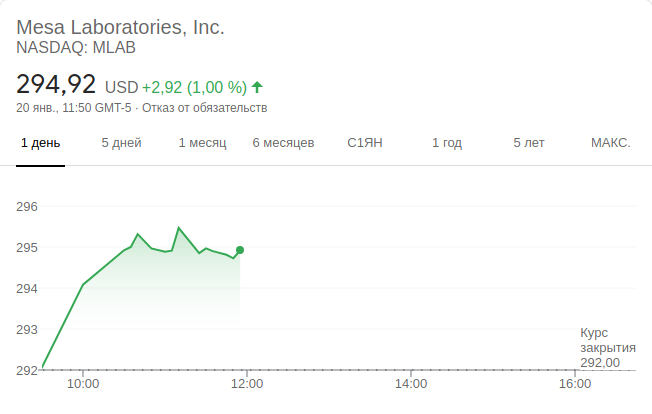 Mesa Laboratories, Inc.
NASDAQ: MLAB
294,92 USD +2,92 (1,00 %)
20 янв., 11:50 GMT-5 · Отказ от обязательств
1 день 5 дней 1 месяц 6 месяцев С1ЯН 1 год 5 лет МАКС.
296
295
294
293
292
Курс
закрытия
292,00
10:00 12:00 14:00 16:00